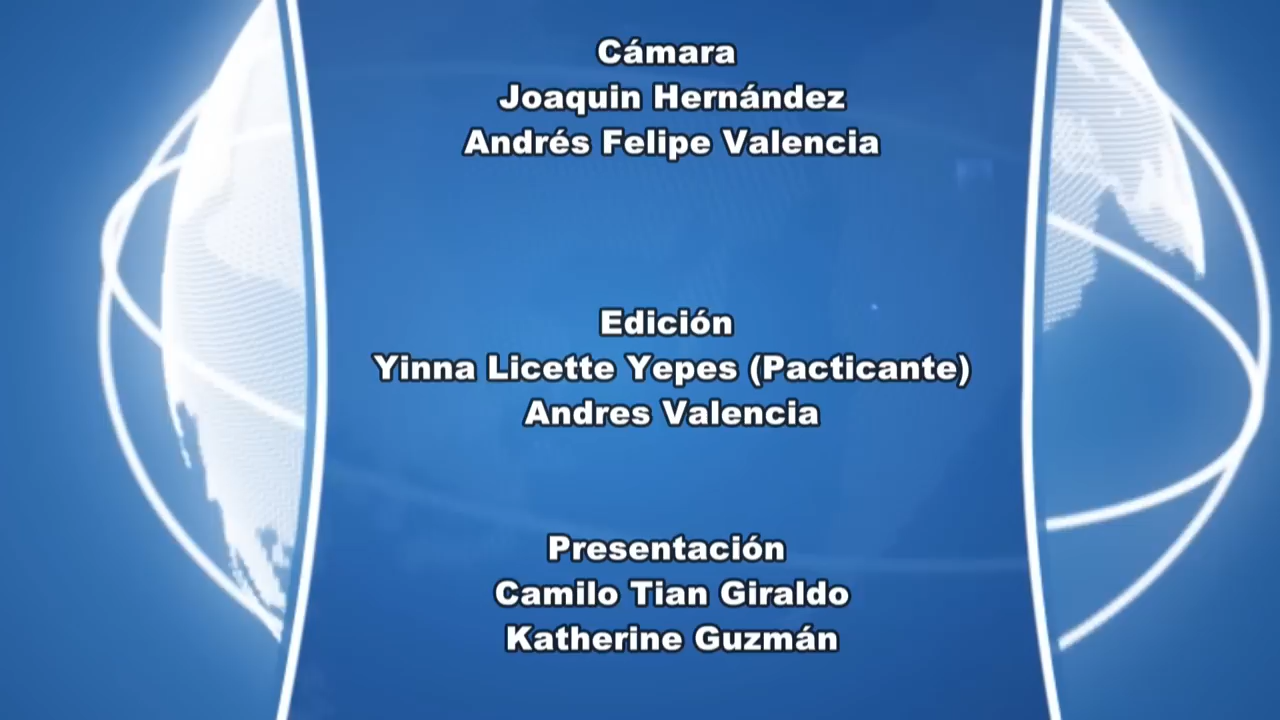 Cámara
Joaquin Hernández
Andrés Felipe Valencia
Edición
Yinna Licette Yepes (Pacticante)
Andres Valencia
Presentación
Camilo Tian Giraldo
Katherine Guzmán